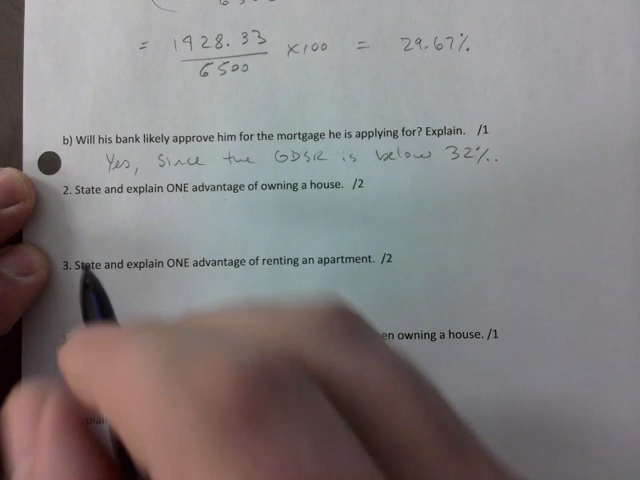 = 1928.33 / 6500 ×100 = 29.67%
b) Will his bank likely approve him for the mortgage he is applying for? Explain. /1
Yes, since the GDSR is below 32%.
2. State and explain ONE advantage of owning a house. /2
3. State and explain ONE advantage of renting an apartment. /2
owning a house. /1